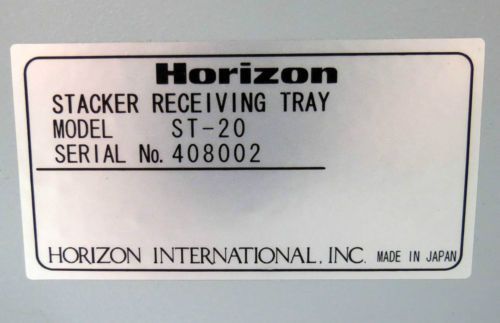 Horizon
STACKER RECEIVING TRAY
MODEL ST-20
SERIAL No. 408002
HORIZON INTERNATIONAL, INC. MADE IN JAPAN